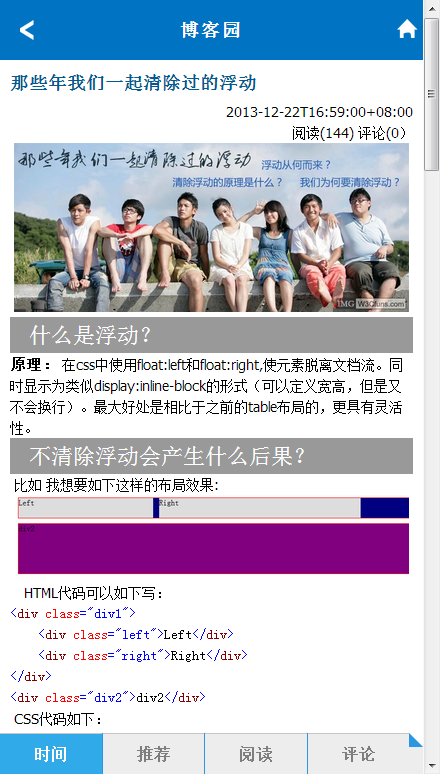 博客园
那些年我们一起清除过的浮动
2013-12-22T16:59:00+08:00
阅读(144) 评论(0)
那些年我们一起清除过的浮动
浮动从何而来？
清除浮动的原理是什么？ 我们为何要清除浮动？
IMG W3Cfuns.com
什么是浮动？
原理： 在css中使用float:left和float:right,使元素脱离文档流。同
时显示为类似display:inline-block的形式（可以定义宽高，但是又
不会换行）。最大好处是相比于之前的table布局的，更具有灵活
性。
不清除浮动会产生什么后果？
比如 我想要如下这样的布局效果:
Left Right
div2
HTML代码可以如下写：
<div class="div1">
<div class="left">Left</div>
<div class="right">Right</div>
</div>
<div class="div2">div2</div>
CSS代码如下：
时间 推荐 阅读 评论